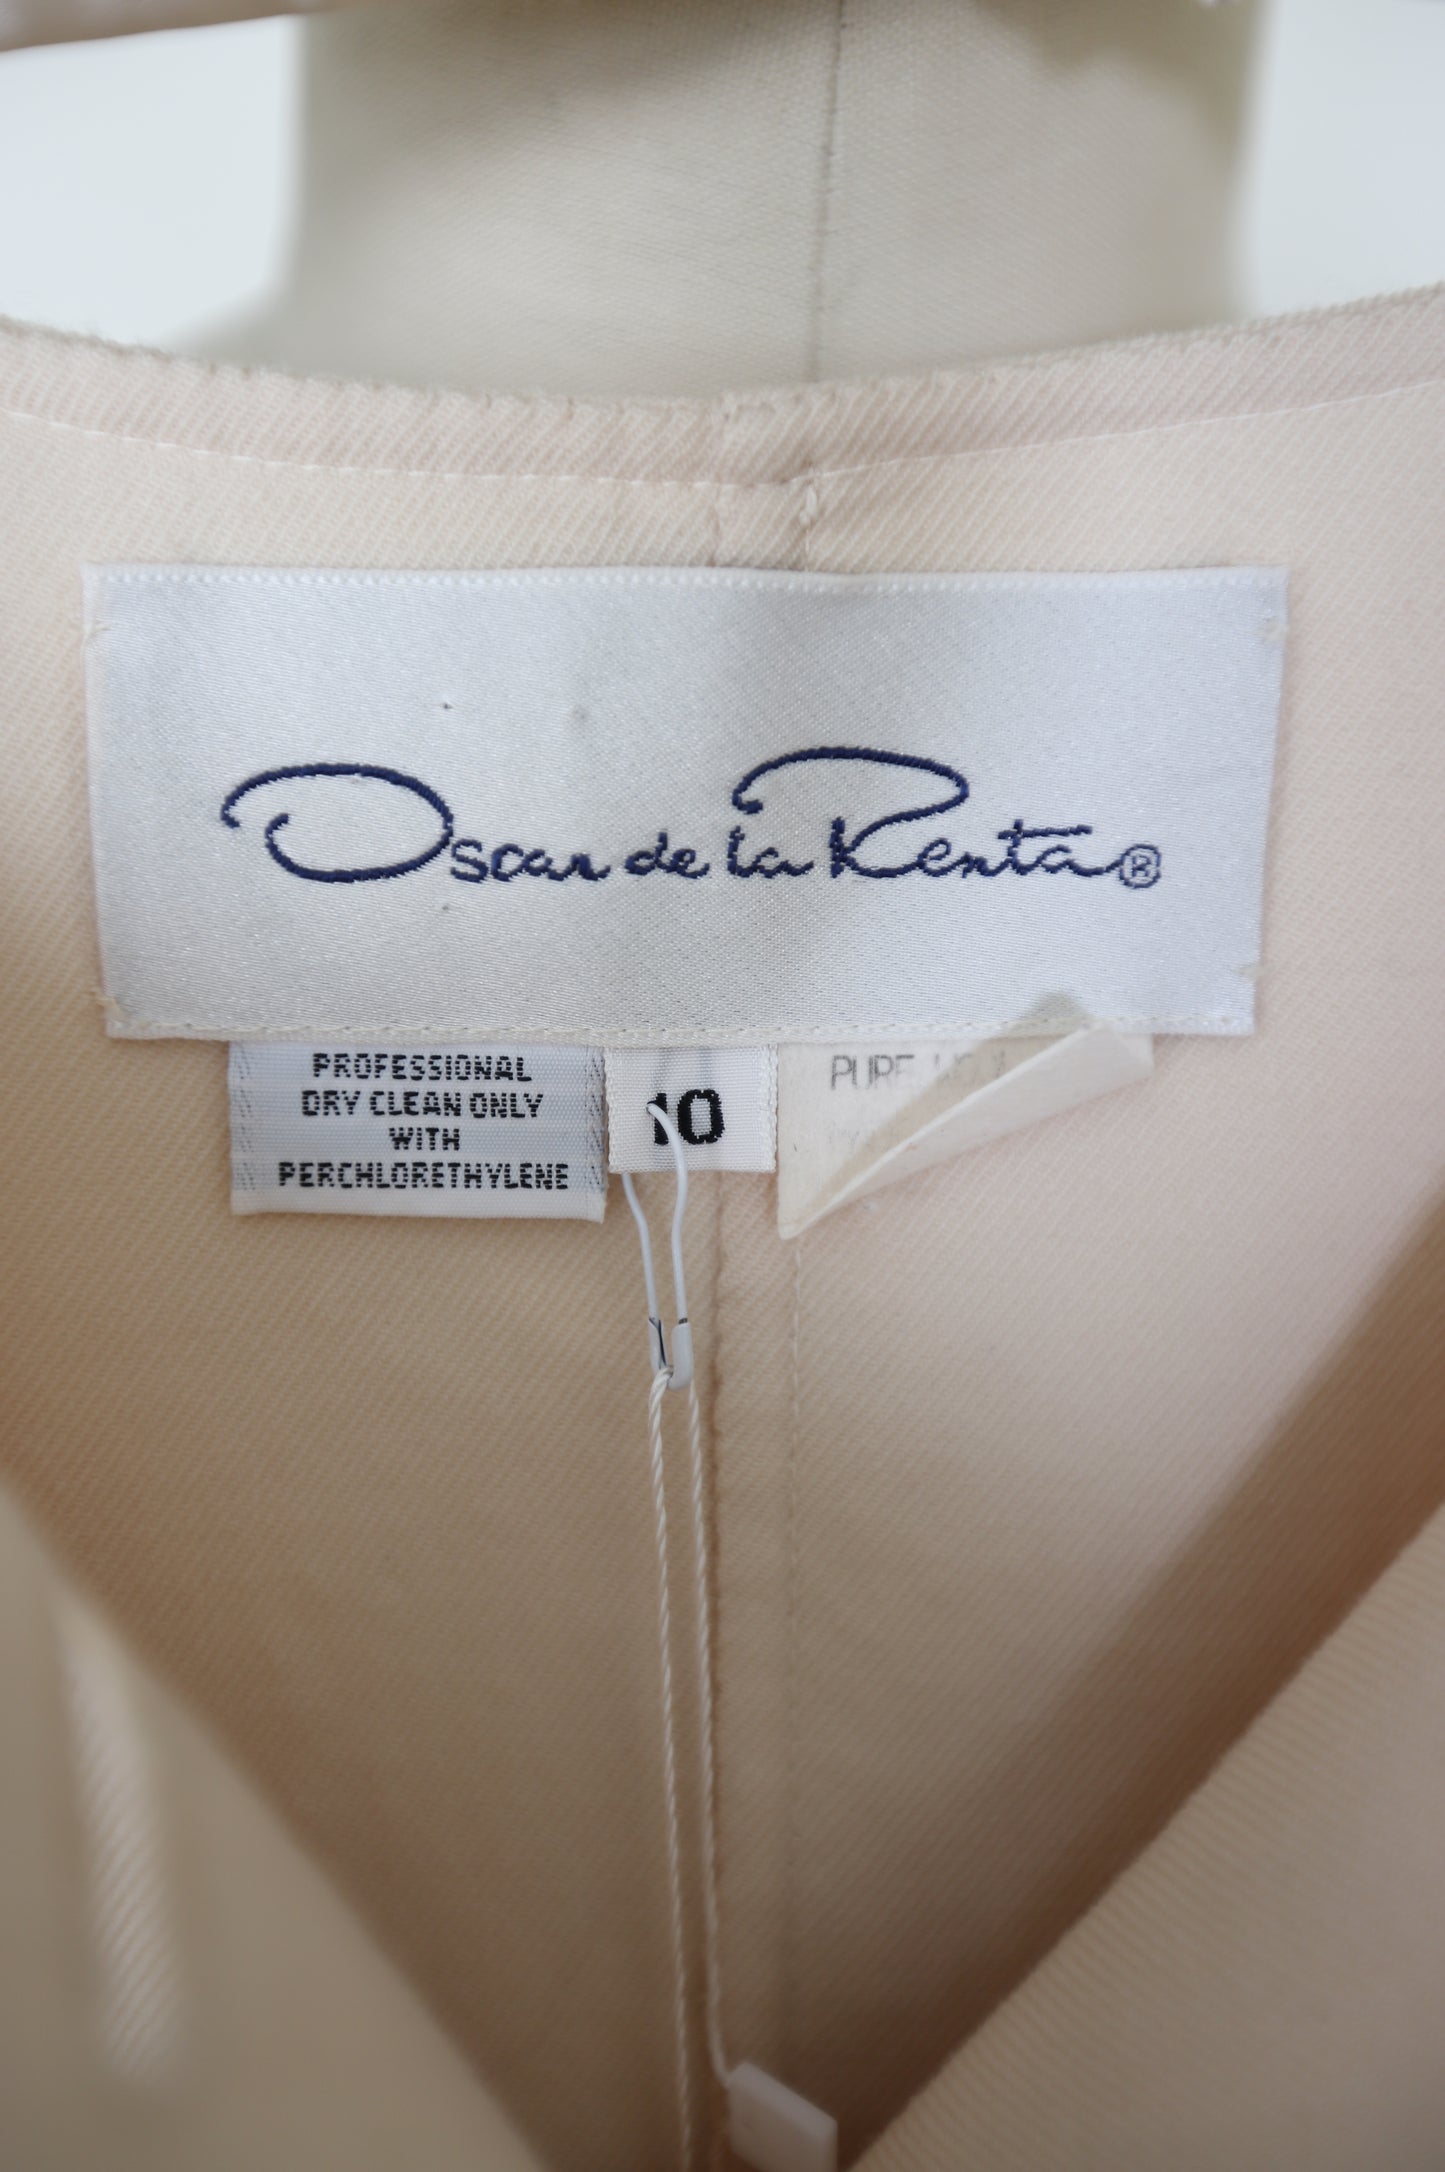 Oscar de la Renta®
PROFESSIONAL
DRY CLEAN ONLY
WITH
PERCHLORETHYLENE
10
PURE